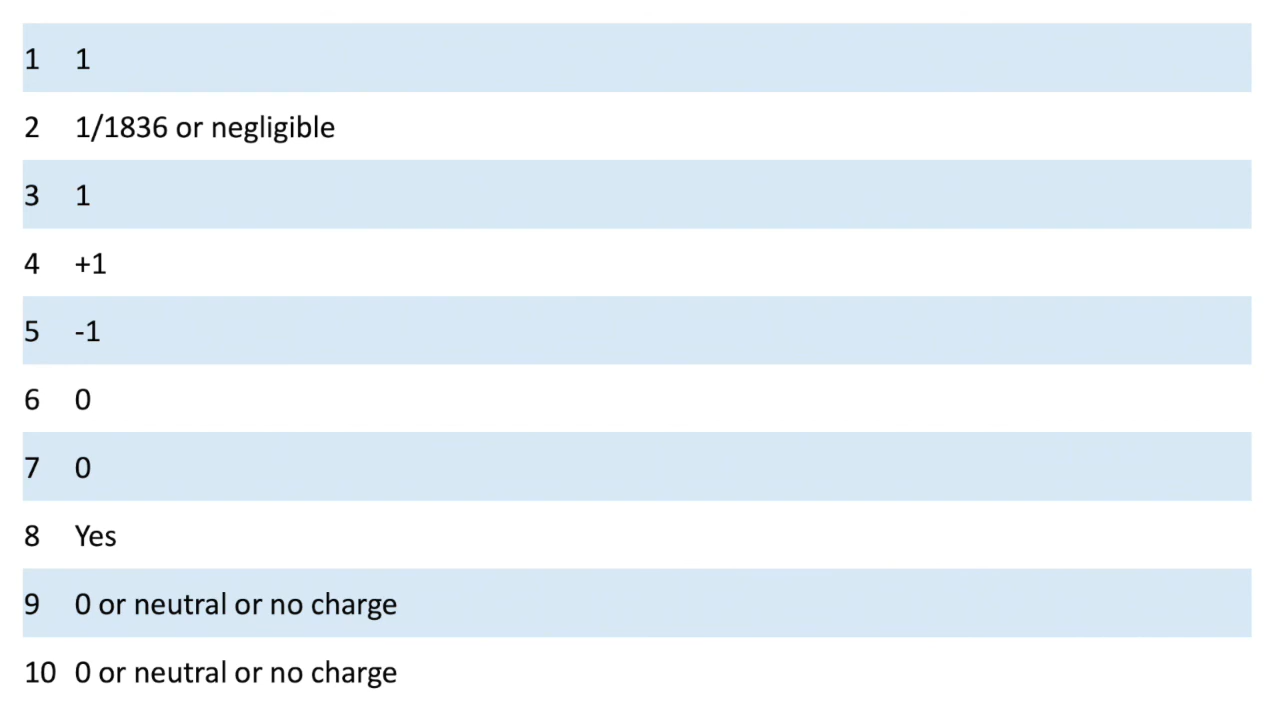 1 1
2 1/1836 or negligible
3 1
4 +1
5 -1
6 0
7 0
8 Yes
9 0 or neutral or no charge
10 0 or neutral or no charge